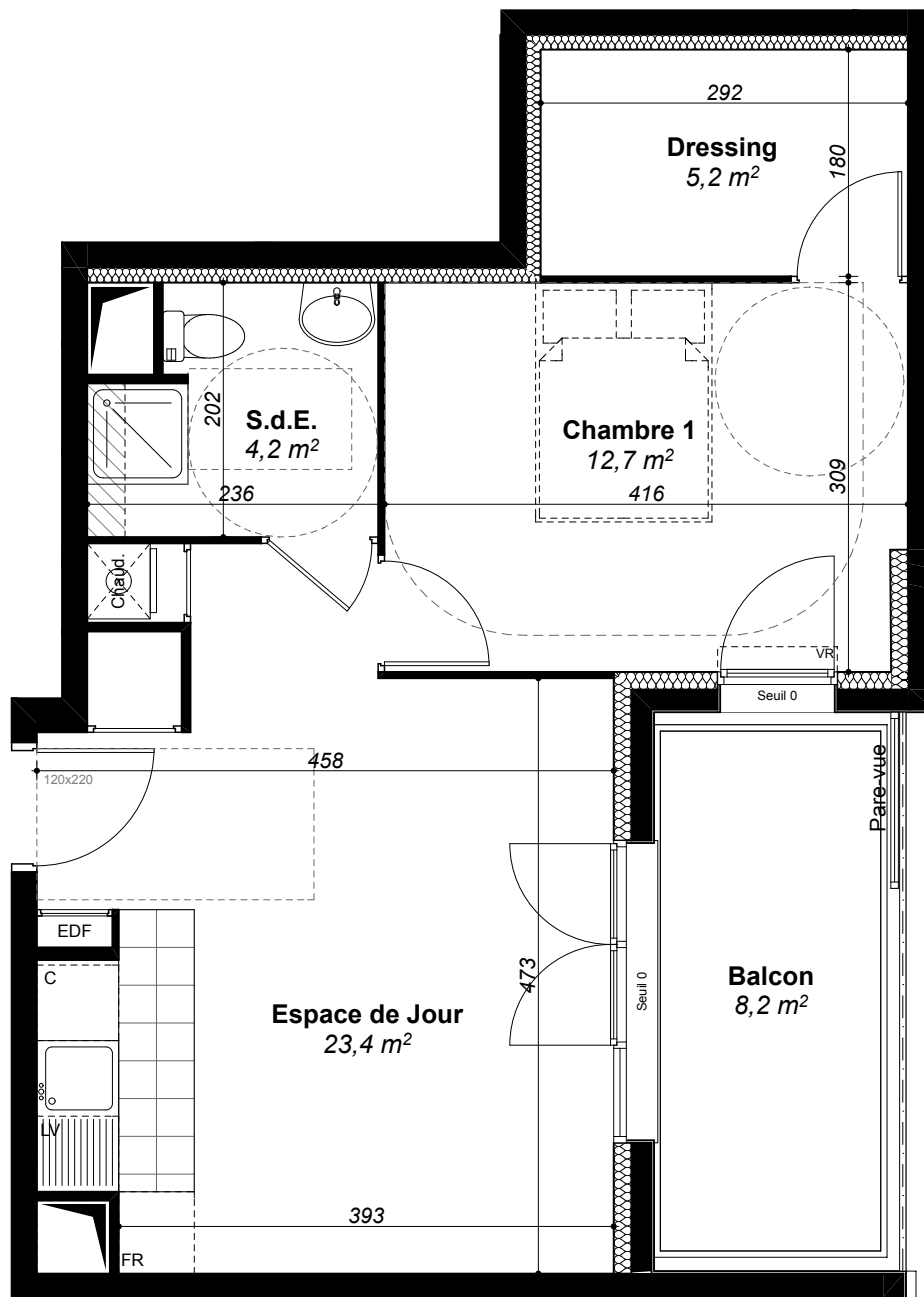 292
Dressing
5,2 m²
180
202
S.d.E.
4,2 m²
236
Chambre 1
12,7 m²
416
309
Chaud.
VR
Seuil 0
458
120x220
Pare-vue
EDF
C
473
Seuil 0
Balcon
8,2 m²
Espace de Jour
23,4 m²
LV
393
FR